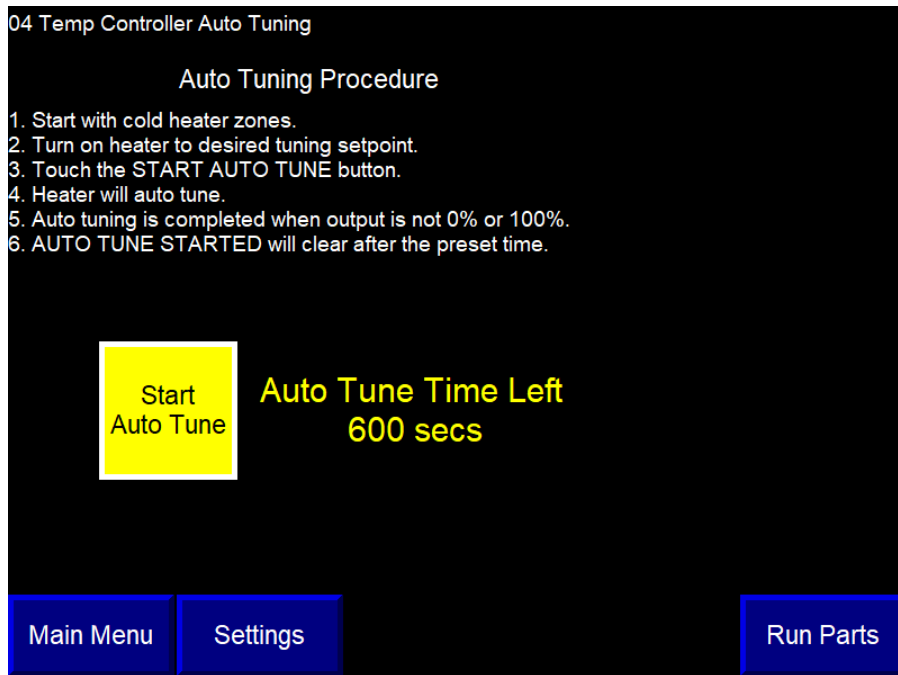 04 Temp Controller Auto Tuning
Auto Tuning Procedure
1. Start with cold heater zones.
2. Turn on heater to desired tuning setpoint.
3. Touch the START AUTO TUNE button.
4. Heater will auto tune.
5. Auto tuning is completed when output is not 0% or 100%.
6. AUTO TUNE STARTED will clear after the preset time.
Start
Auto Tune
Auto Tune Time Left
600 secs
Main Menu
Settings
Run Parts